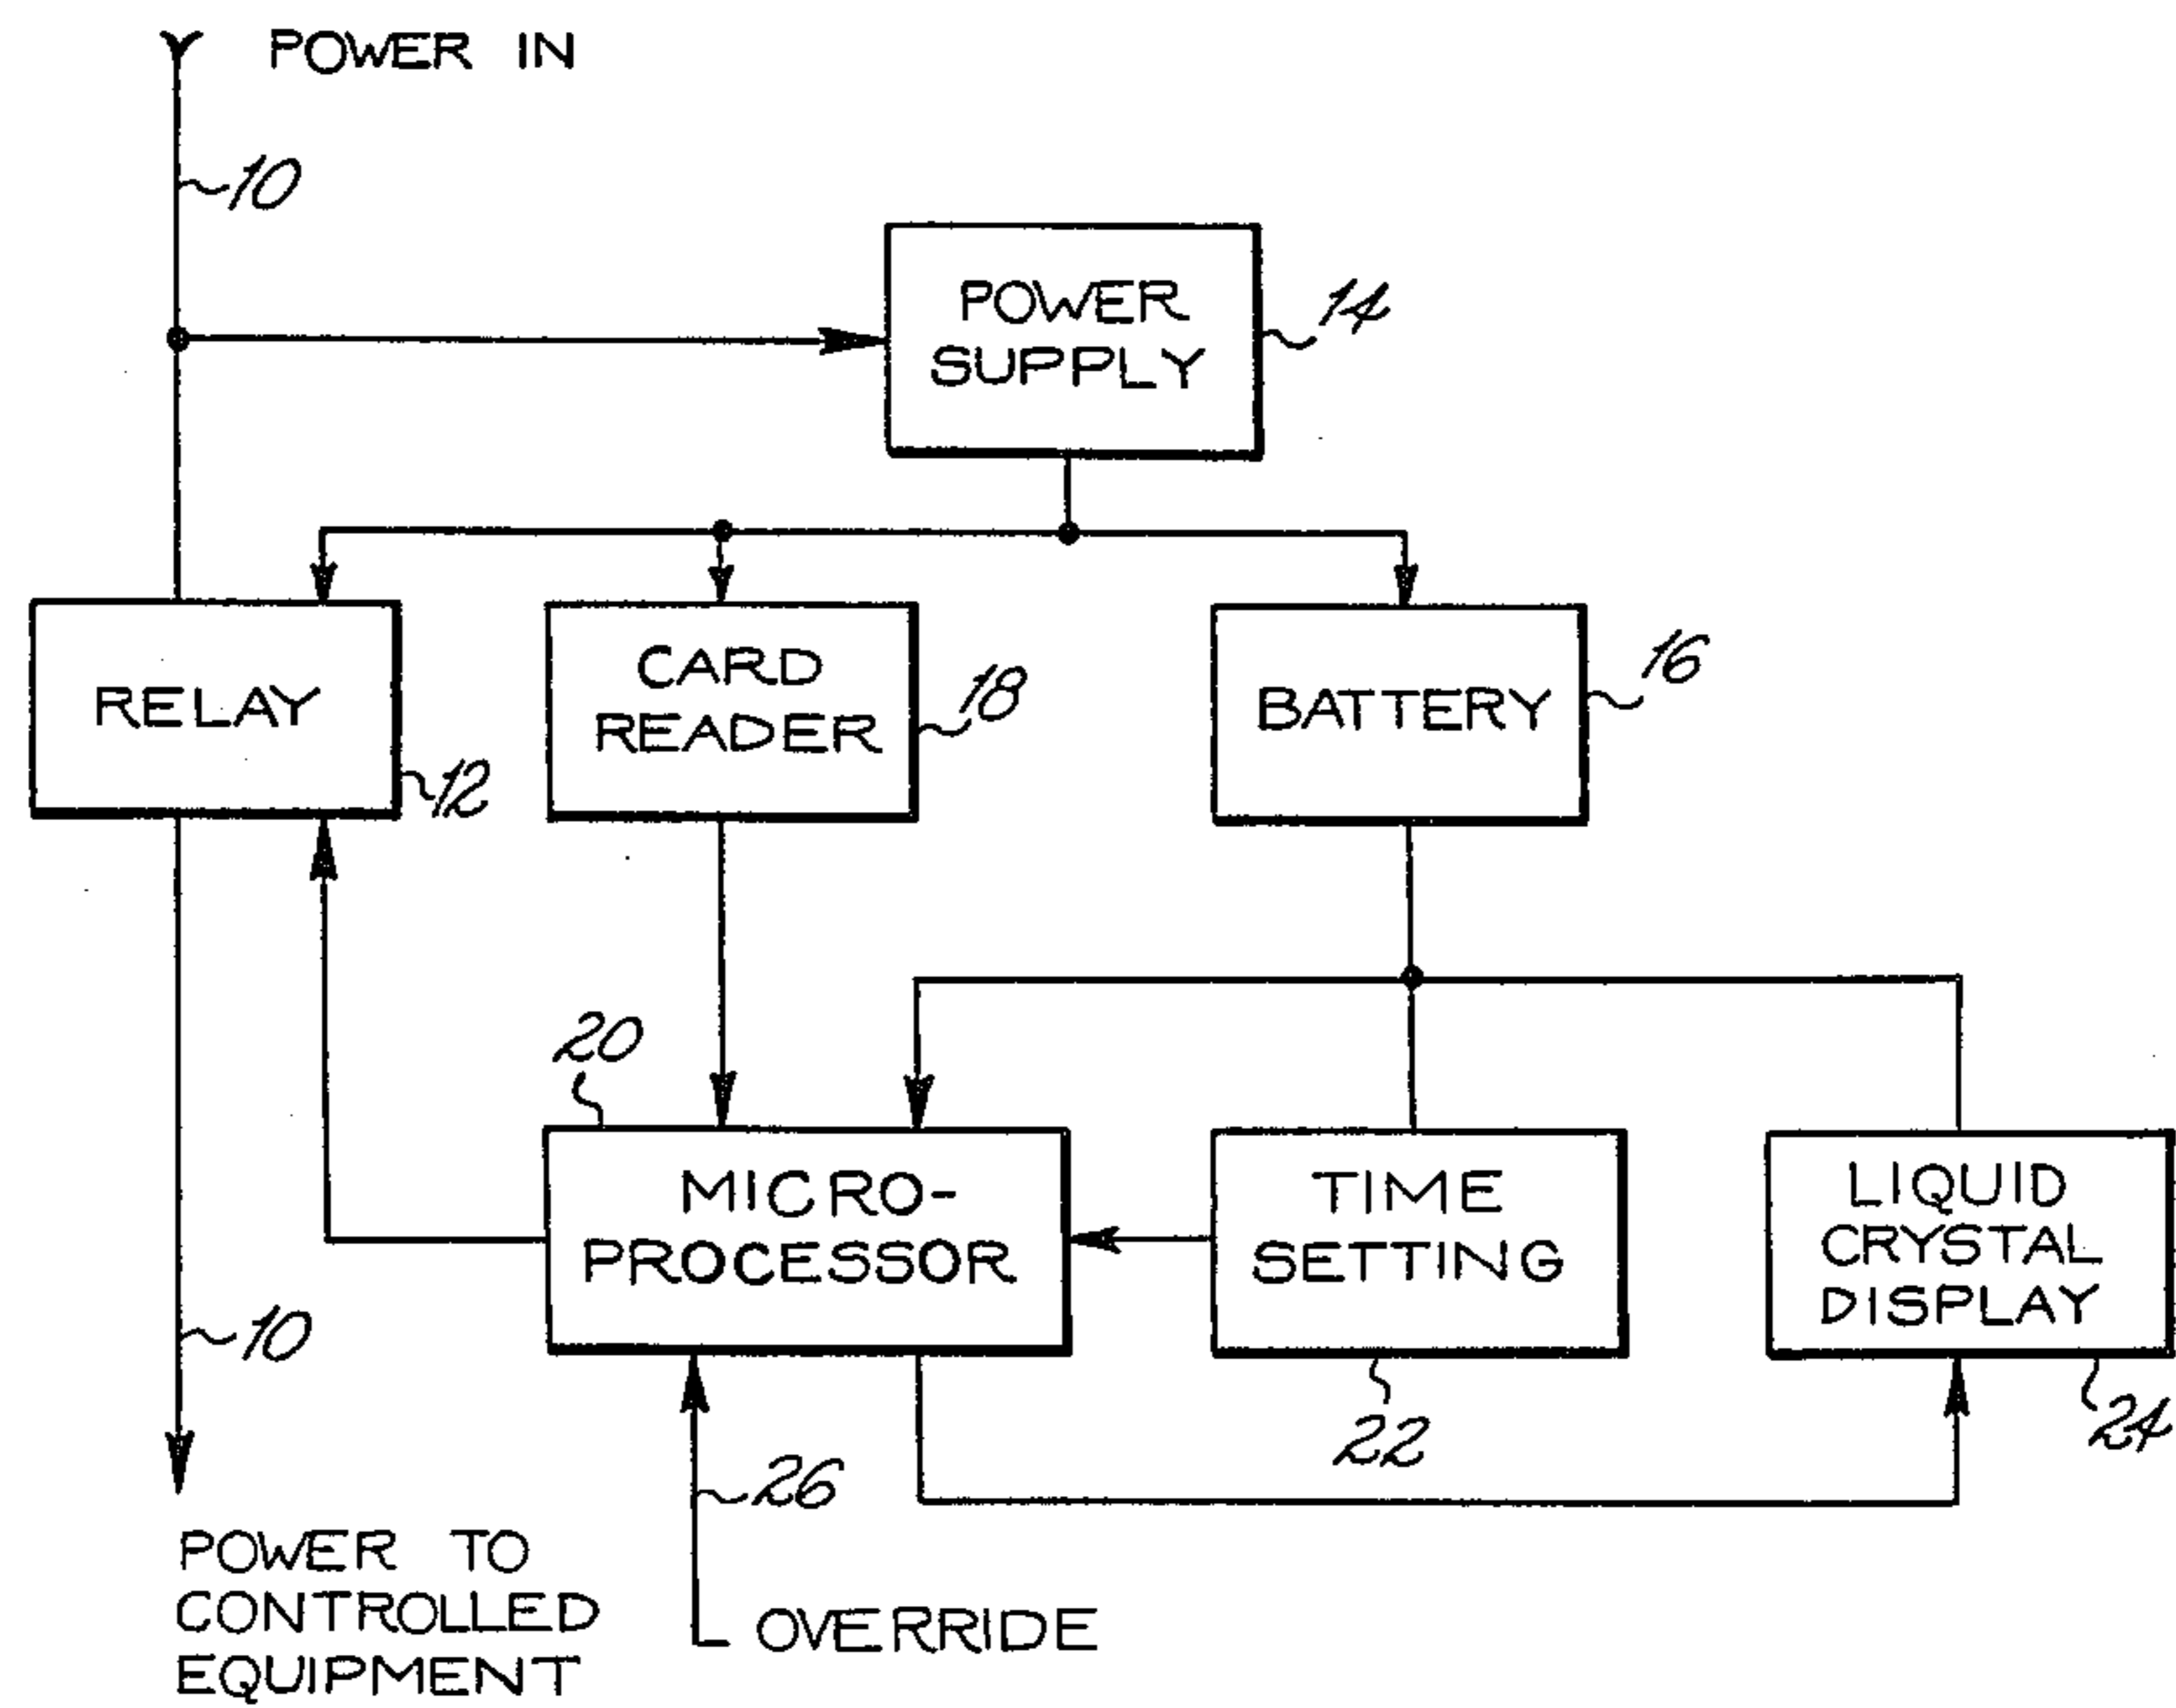 POWER IN
10
POWER
SUPPLY
14
RELAY
12
CARD
READER
18
BATTERY
16
20
MICRO-
PROCESSOR
TIME
SETTING
22
LIQUID
CRYSTAL
DISPLAY
24
10
26
POWER TO
CONTROLLED
EQUIPMENT
OVERRIDE